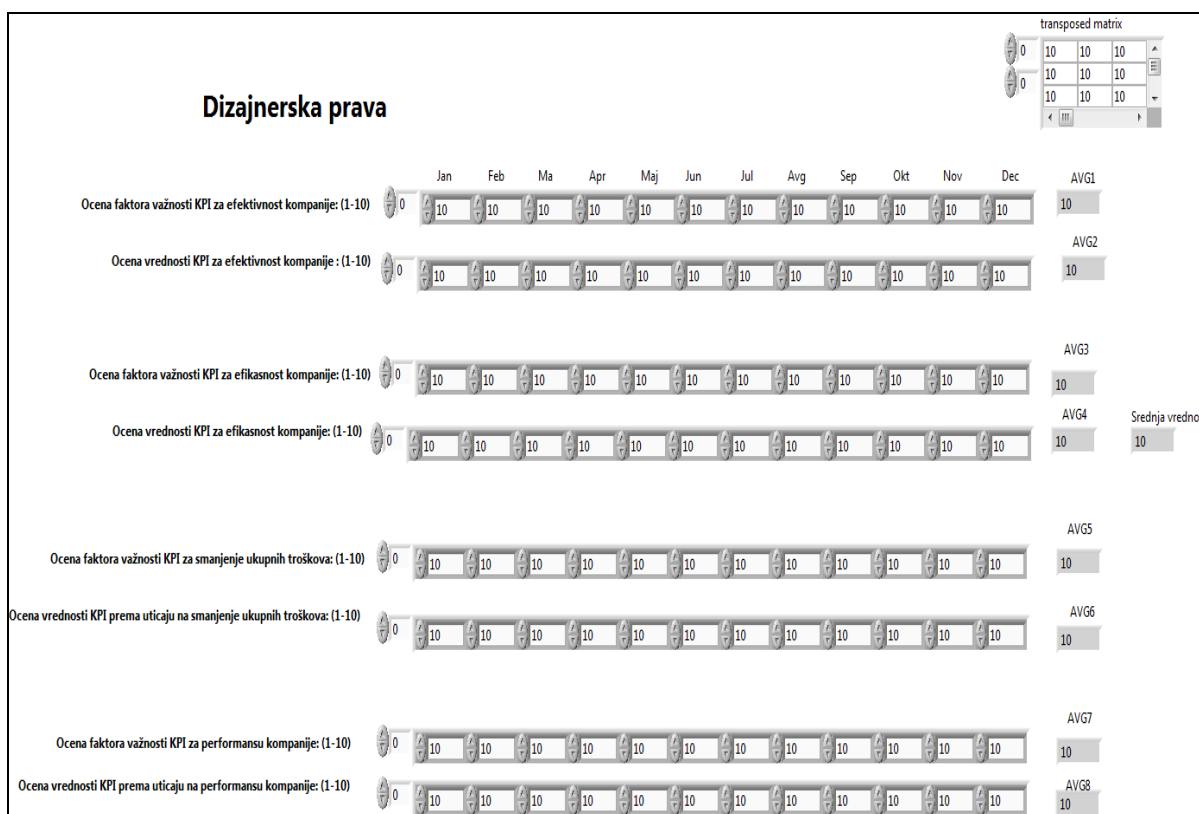 transposed matrix
0 10 10 10
0 10 10 10
10 10 10
Dizajnerska prava
Jan Feb Ma Apr Maj Jun Jul Avg Sep Okt Nov Dec AVG1
Ocena faktora važnosti KPI za efektivnost kompanije: (1-10) 0 10 10 10 10 10 10 10 10 10 10 10 10 10
AVG2
Ocena vrednosti KPI za efektivnost kompanije : (1-10) 0 10 10 10 10 10 10 10 10 10 10 10 10 10
AVG3
Ocena faktora važnosti KPI za efikasnost kompanije: (1-10) 0 10 10 10 10 10 10 10 10 10 10 10 10 10
AVG4 Srednja vredno
Ocena vrednosti KPI za efikasnost kompanije: (1-10) 0 10 10 10 10 10 10 10 10 10 10 10 10 10 10
AVG5
Ocena faktora važnosti KPI za smanjenje ukupnih troškova: (1-10) 0 10 10 10 10 10 10 10 10 10 10 10 10 10
AVG6
Ocena vrednosti KPI prema uticaju na smanjenje ukupnih troškova: (1-10) 0 10 10 10 10 10 10 10 10 10 10 10 10 10
AVG7
Ocena faktora važnosti KPI za performansu kompanije: (1-10) 0 10 10 10 10 10 10 10 10 10 10 10 10 10
AVG8
Ocena vrednosti KPI prema uticaju na performansu kompanije: (1-10) 0 10 10 10 10 10 10 10 10 10 10 10 10 10